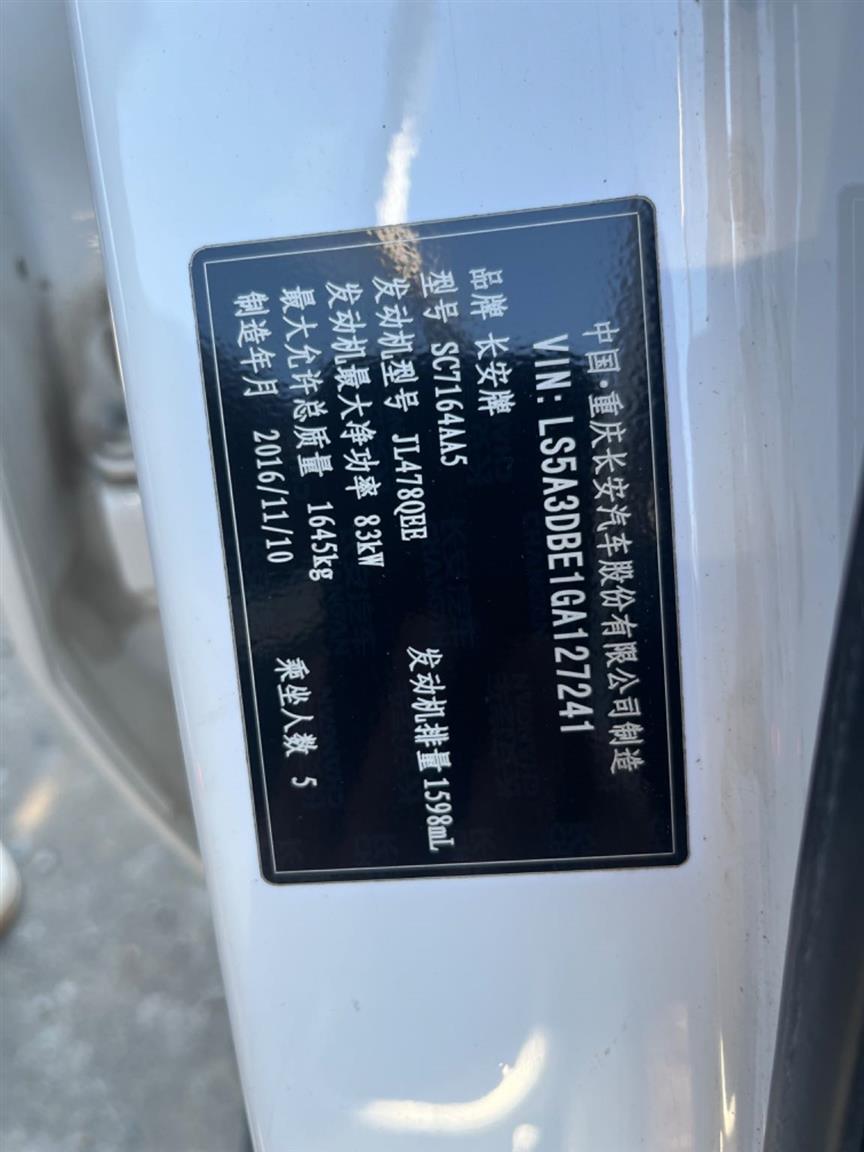 中国·重庆长安汽车股份有限公司制造
VIN: LS5A3DBE1GA127241
品牌 长安牌
型号 SC7164AA5
发动机型号 JL478QEE 发动机排量 1598mL
发动机最大净功率 83kW
最大允许总质量 1645kg 乘坐人数 5
制造年月 2016/11/10